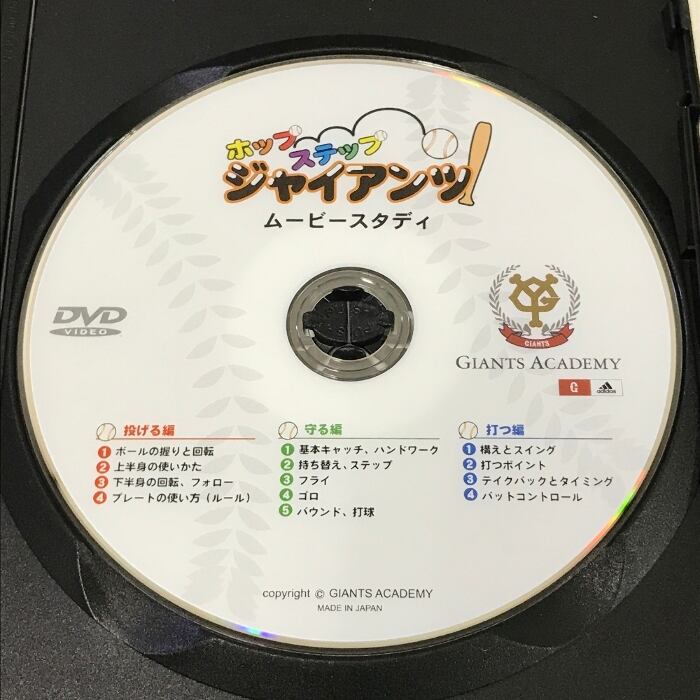 ホップ
ステップ
ジャイアンツ!
ムービースタディ
DVD
VIDEO
YG
GIANTS
GIANTS ACADEMY
G
adidas
投げる編
1 ボールの握りと回転
2 上半身の使いかた
3 下半身の回転、フォロー
4 プレートの使い方(ルール)
守る編
1 基本キャッチ、ハンドワーク
2 持ち替え、ステップ
3 フライ
4 ゴロ
5 バウンド、打球
打つ編
1 構えとスイング
2 打つポイント
3 テイクバックとタイミング
4 バットコントロール
copyright © GIANTS ACADEMY
MADE IN JAPAN